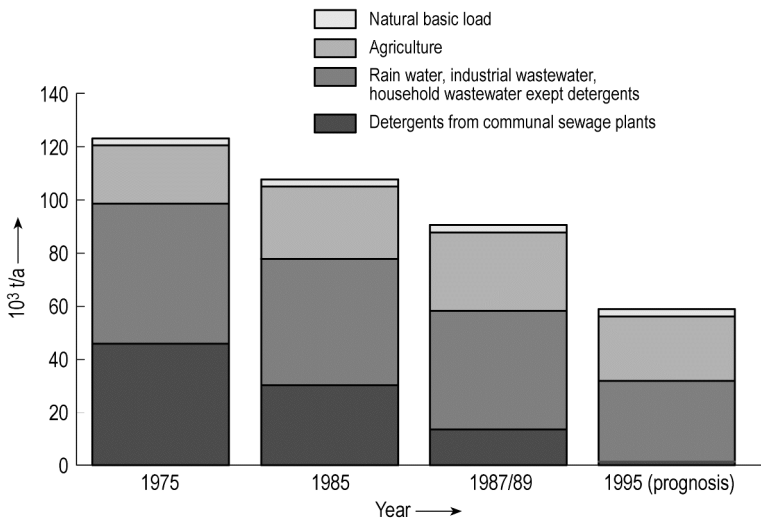 Natural basic load
Agriculture
Rain water, industrial wastewater,
household wastewater exept detergents
Detergents from communal sewage plants
140
120
100
80
60
40
20
0
10³ t/a
1975
1985
1987/89
1995 (prognosis)
Year